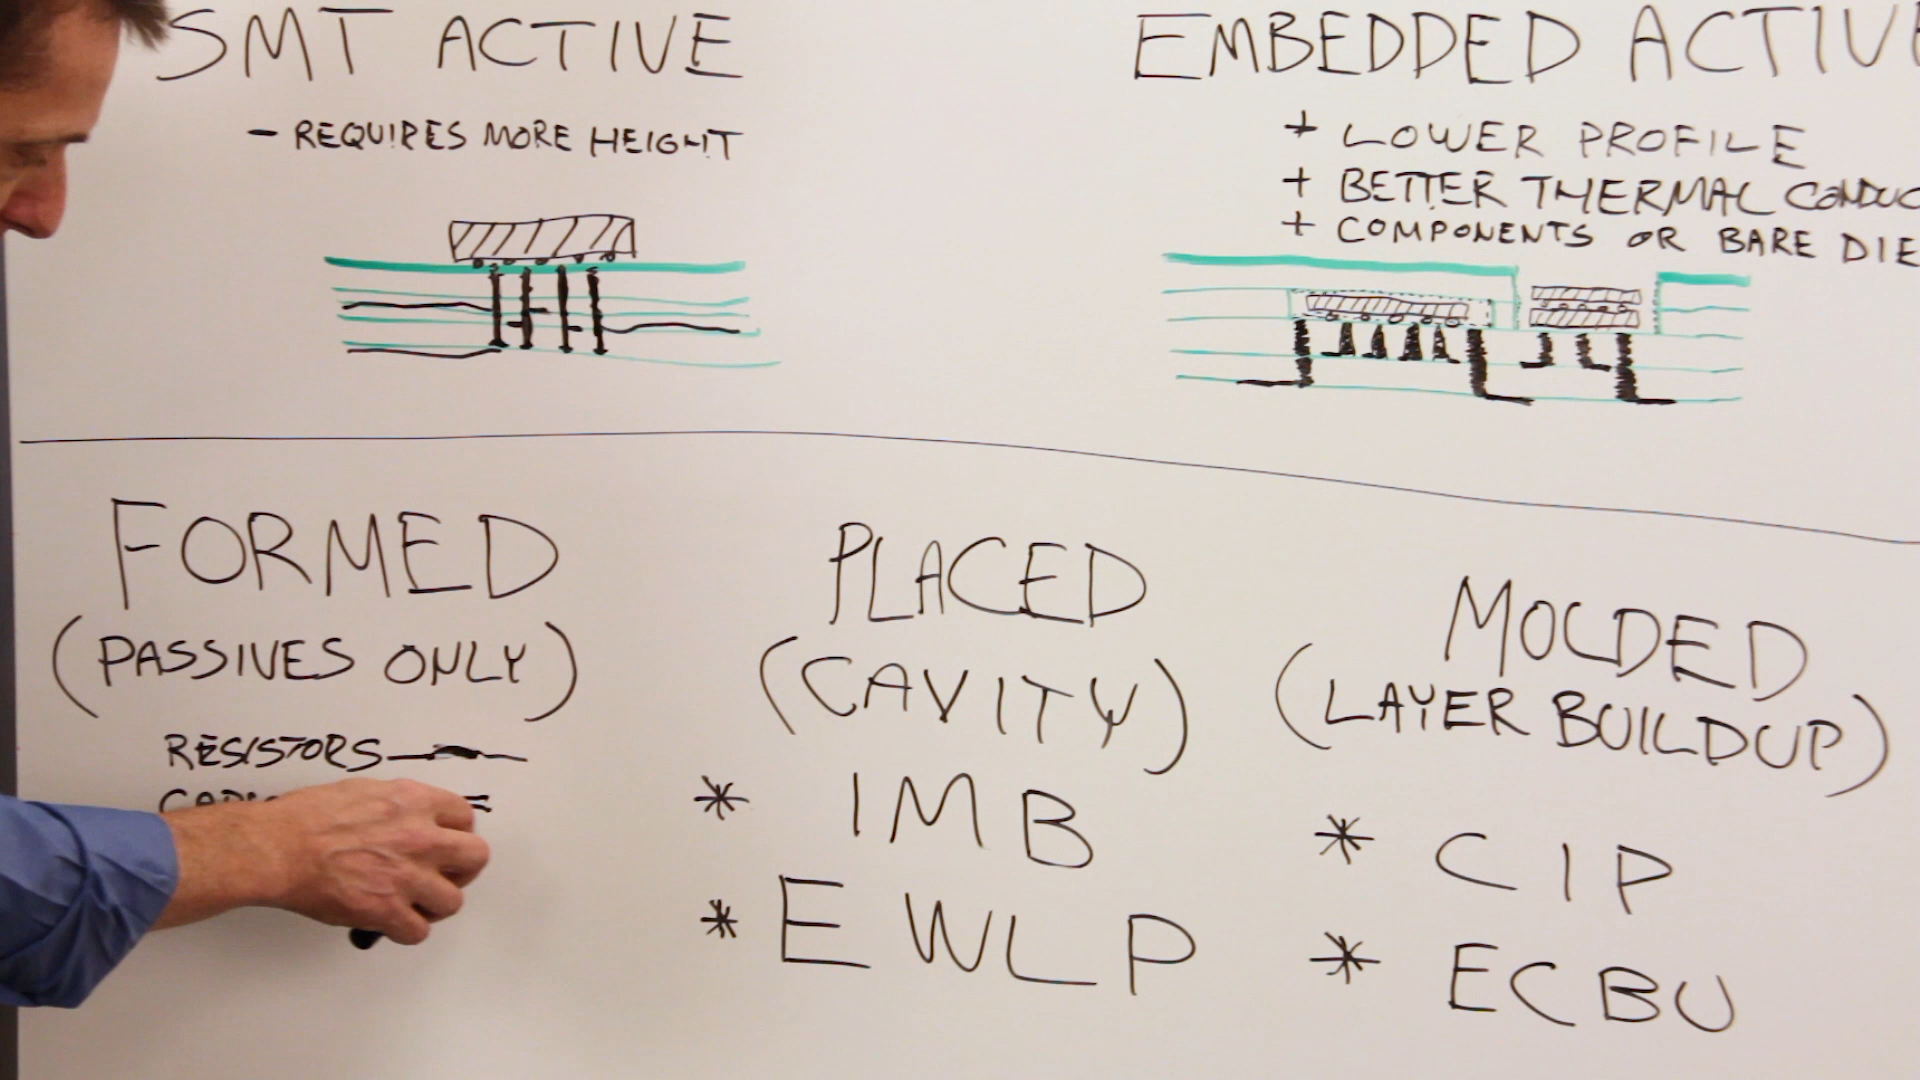 SMT ACTIVE
- REQUIRES MORE HEIGHT
EMBEDDED ACTIVE
+ LOWER PROFILE
+ BETTER THERMAL
+ COMPONENTS OR BARE DIE
FORMED
(PASSIVES ONLY)
RESISTORS
PLACED
(CAVITY)
* IMB
* EWLP
MOLDED
(LAYER BUILDUP)
* CIP
* ECBU